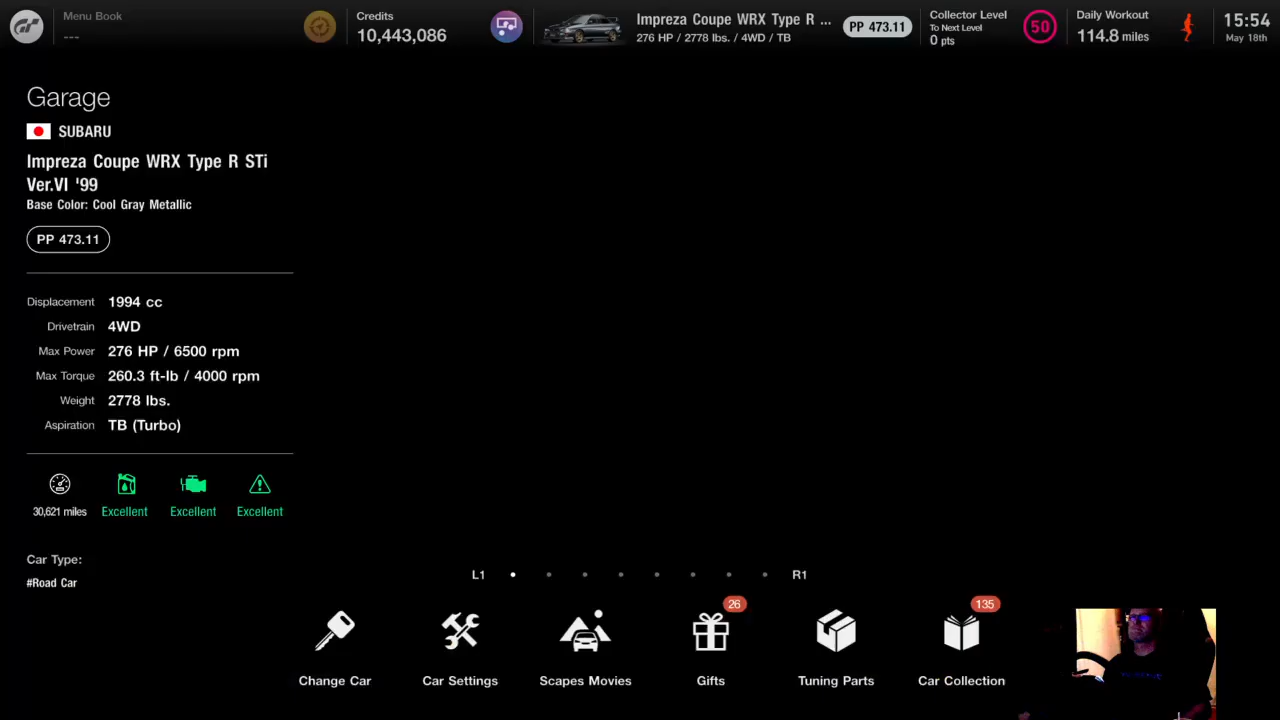 Menu Book
---
Credits
10,443,086
Impreza Coupe WRX Type R ...
276 HP / 2778 lbs. / 4WD / TB
PP 473.11
Collector Level
To Next Level
0 pts
50
Daily Workout
114.8 miles
15:54
May 18th
Garage
SUBARU
Impreza Coupe WRX Type R STi
Ver.VI '99
Base Color: Cool Gray Metallic
PP 473.11
Displacement 1994 cc
Drivetrain 4WD
Max Power 276 HP / 6500 rpm
Max Torque 260.3 ft-lb / 4000 rpm
Weight 2778 lbs.
Aspiration TB (Turbo)
30,621 miles Excellent Excellent Excellent
Car Type:
#Road Car
L1 R1
26 135
Change Car Car Settings Scapes Movies Gifts Tuning Parts Car Collection